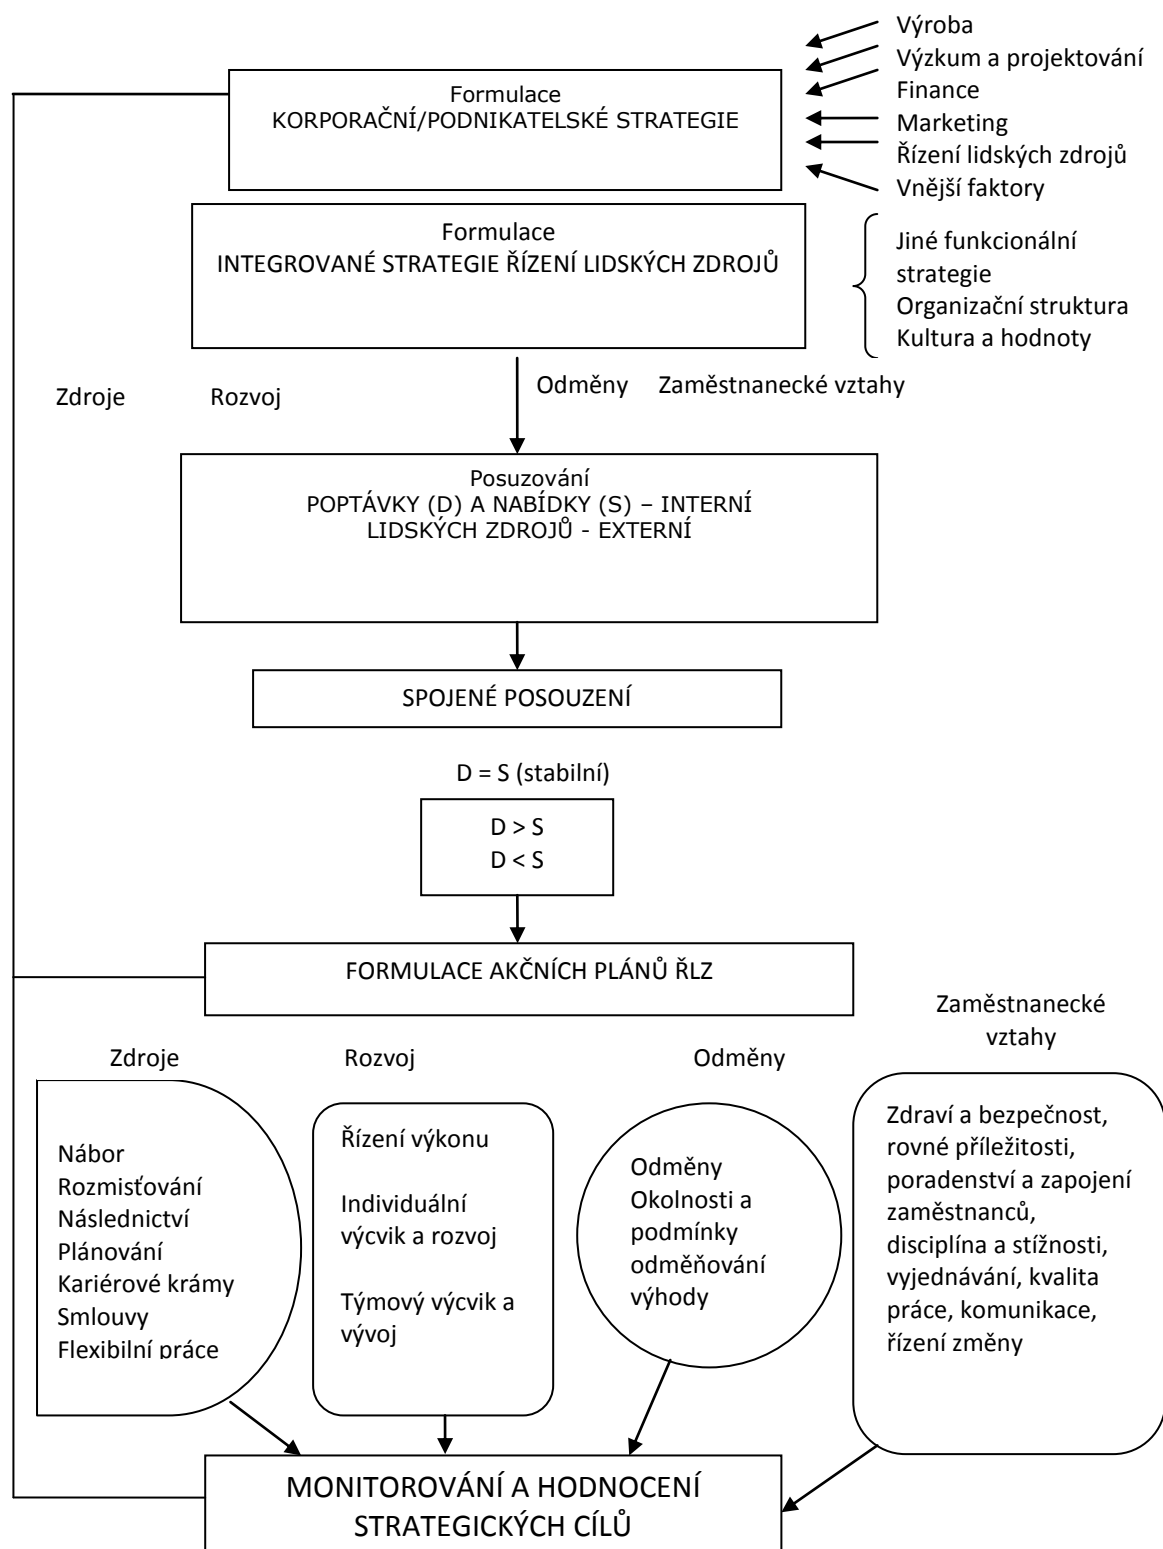 Výroba
Výzkum a projektování
Finance
Marketing
Řízení lidských zdrojů
Vnější faktory
Formulace
KORPORAČNÍ/PODNIKATELSKÉ STRATEGIE
Formulace
INTEGROVANÉ STRATEGIE ŘÍZENÍ LIDSKÝCH ZDROJŮ
Jiné funkcionální
strategie
Organizační struktura
Kultura a hodnoty
Zdroje Rozvoj Odměny Zaměstnanecké vztahy
Posuzování
POPTÁVKY (D) A NABÍDKY (S) – INTERNÍ
LIDSKÝCH ZDROJŮ - EXTERNÍ
SPOJENÉ POSOUZENÍ
D = S (stabilní)
D > S
D < S
FORMULACE AKČNÍCH PLÁNŮ ŘLZ
Zdroje
Nábor
Rozmisťování
Následnictví
Plánování
Kariérové krámy
Smlouvy
Flexibilní práce
Rozvoj
Řízení výkonu
Individuální
výcvik a rozvoj
Týmový výcvik a
vývoj
Odměny
Odměny
Okolnosti a
podmínky
odměňování
výhody
Zaměstnanecké
vztahy
Zdraví a bezpečnost,
rovné příležitosti,
poradenství a zapojení
zaměstnanců,
disciplína a stížnosti,
vyjednávání, kvalita
práce, komunikace,
řízení změny
MONITOROVÁNÍ A HODNOCENÍ
STRATEGICKÝCH CÍLŮ